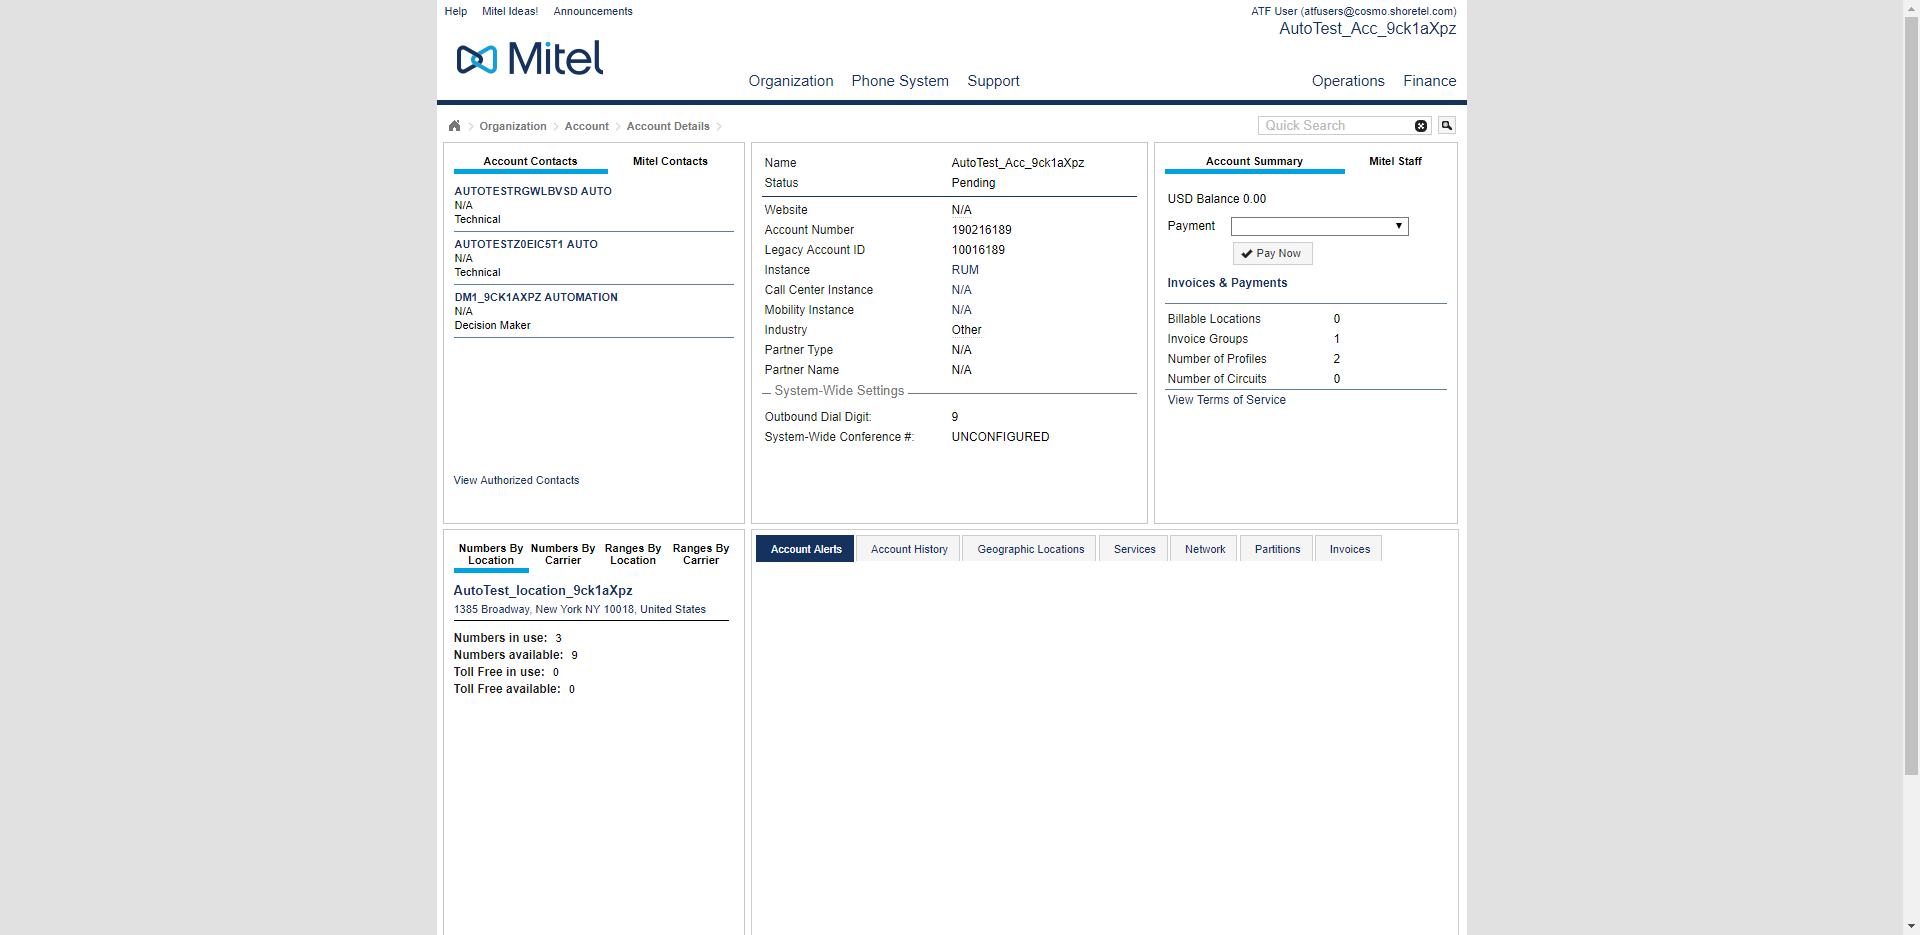 Help Mitel Ideas! Announcements
ATF User (atfusers@cosmo.shoretel.com)
AutoTest_Acc_9ck1aXpz
Mitel
Organization Phone System Support
Operations Finance
Organization Account Account Details
Quick Search
Account Contacts Mitel Contacts
AUTOTESTRGWLBVSD AUTO
N/A
Technical
AUTOTESTZ0EIC5T1 AUTO
N/A
Technical
DM1_9CK1AXPZ AUTOMATION
N/A
Decision Maker
View Authorized Contacts
Name AutoTest_Acc_9ck1aXpz
Status Pending
Website N/A
Account Number 190216189
Legacy Account ID 10016189
Instance RUM
Call Center Instance N/A
Mobility Instance N/A
Industry Other
Partner Type N/A
Partner Name N/A
System-Wide Settings
Outbound Dial Digit: 9
System-Wide Conference #: UNCONFIGURED
Account Summary Mitel Staff
USD Balance 0.00
Payment
Pay Now
Invoices & Payments
Billable Locations 0
Invoice Groups 1
Number of Profiles 2
Number of Circuits 0
View Terms of Service
Numbers By Location
Numbers By Carrier
Ranges By Location
Ranges By Carrier
AutoTest_location_9ck1aXpz
1385 Broadway, New York NY 10018, United States
Numbers in use: 3
Numbers available: 9
Toll Free in use: 0
Toll Free available: 0
Account Alerts Account History Geographic Locations Services Network Partitions Invoices